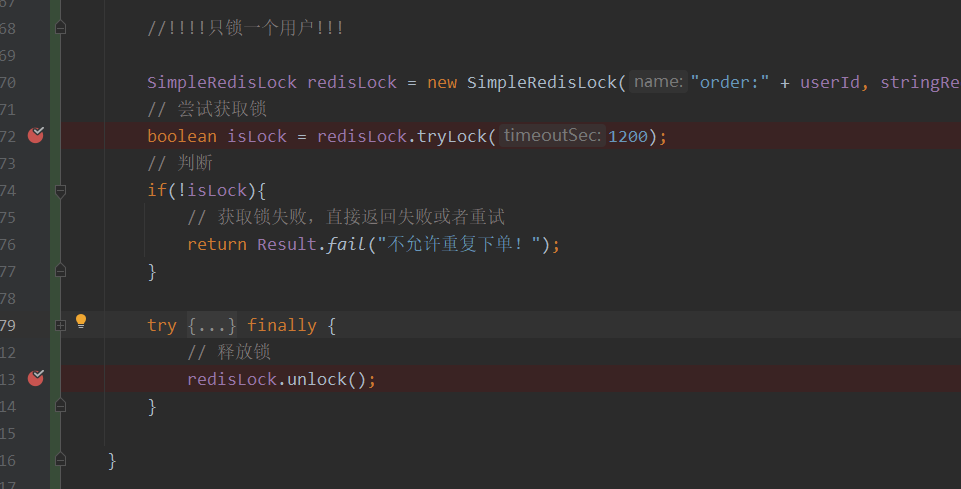 67
68 //!!!!只锁一个用户!!!
69
70 SimpleRedisLock redisLock = new SimpleRedisLock( name: "order:" + userId, stringRe
71 // 尝试获取锁
72 boolean isLock = redisLock.tryLock( timeoutSec: 1200);
73 // 判断
74 if(!isLock){
75 // 获取锁失败，直接返回失败或者重试
76 return Result.fail("不允许重复下单！");
77 }
78
79 try {...} finally {
12 // 释放锁
13 redisLock.unlock();
14 }
15
16 }
17